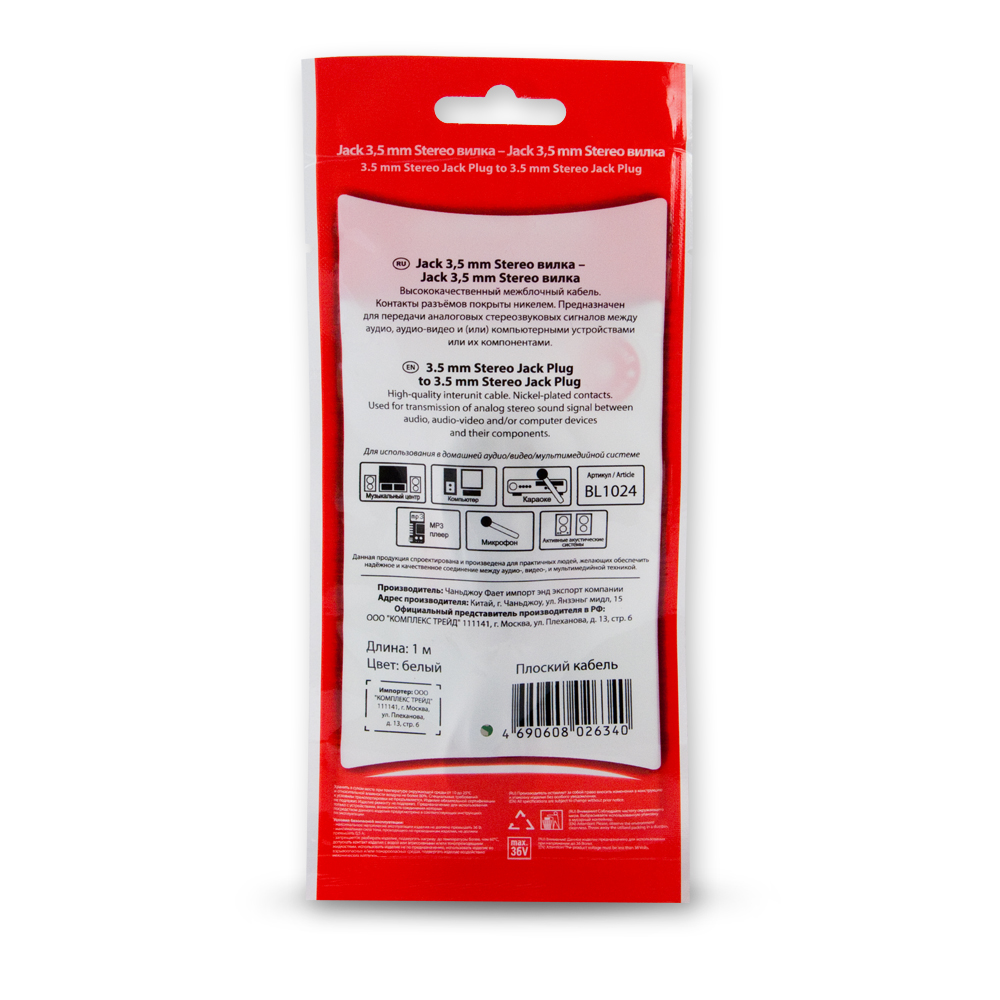 Jack 3,5 mm Stereo вилка – Jack 3,5 mm Stereo вилка
3.5 mm Stereo Jack Plug to 3.5 mm Stereo Jack Plug
RU Jack 3,5 mm Stereo вилка –
Jack 3,5 mm Stereo вилка
Высококачественный межблочный кабель.
Контакты разъёмов покрыты никелем. Предназначен
для передачи аналоговых стереозвуковых сигналов между
аудио, аудио-видео и (или) компьютерными устройствами
или их компонентами.
EN 3.5 mm Stereo Jack Plug
to 3.5 mm Stereo Jack Plug
High-quality interunit cable. Nickel-plated contacts.
Used for transmission of analog stereo sound signal between
audio, audio-video and/or computer devices
and their components.
Для использования в домашней аудио/видео/мультимедийной системе
Музыкальный центр
Компьютер
Караоке
Артикул / Article
BL1024
mp3
MP3
плеер
Микрофон
Активные акустические
системы
Данная продукция спроектирована и произведена для практичных людей, желающих обеспечить
надёжное и качественное соединение между аудио-, видео-, и мультимедийной техникой.
Производитель: Чаньджоу Фает импорт энд экспорт компании
Адрес производителя: Китай, г. Чаньджоу, ул. Янзэньг мидл, 15
Официальный представитель производителя в РФ:
ООО "КОМПЛЕКС ТРЕЙД" 111141, г. Москва, ул. Плеханова, д. 13, стр. 6
Длина: 1 м
Цвет: белый
Плоский кабель
Импортер: ООО
"КОМПЛЕКС ТРЕЙД"
111141, г. Москва,
ул. Плеханова,
д. 13, стр. 6
4 690608 026340
max.
36V